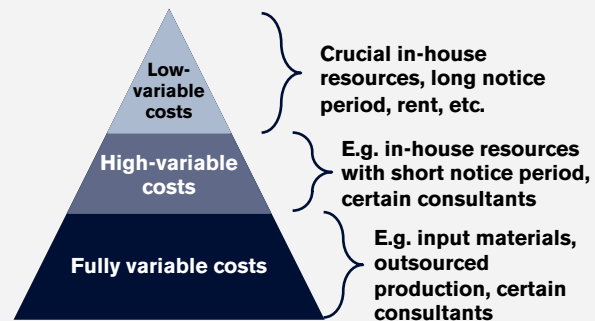 Low-
variable
costs
Crucial in-house
resources, long notice
period, rent, etc.
High-variable
costs
E.g. in-house resources
with short notice period,
certain consultants
Fully variable costs
E.g. input materials,
outsourced
production, certain
consultants